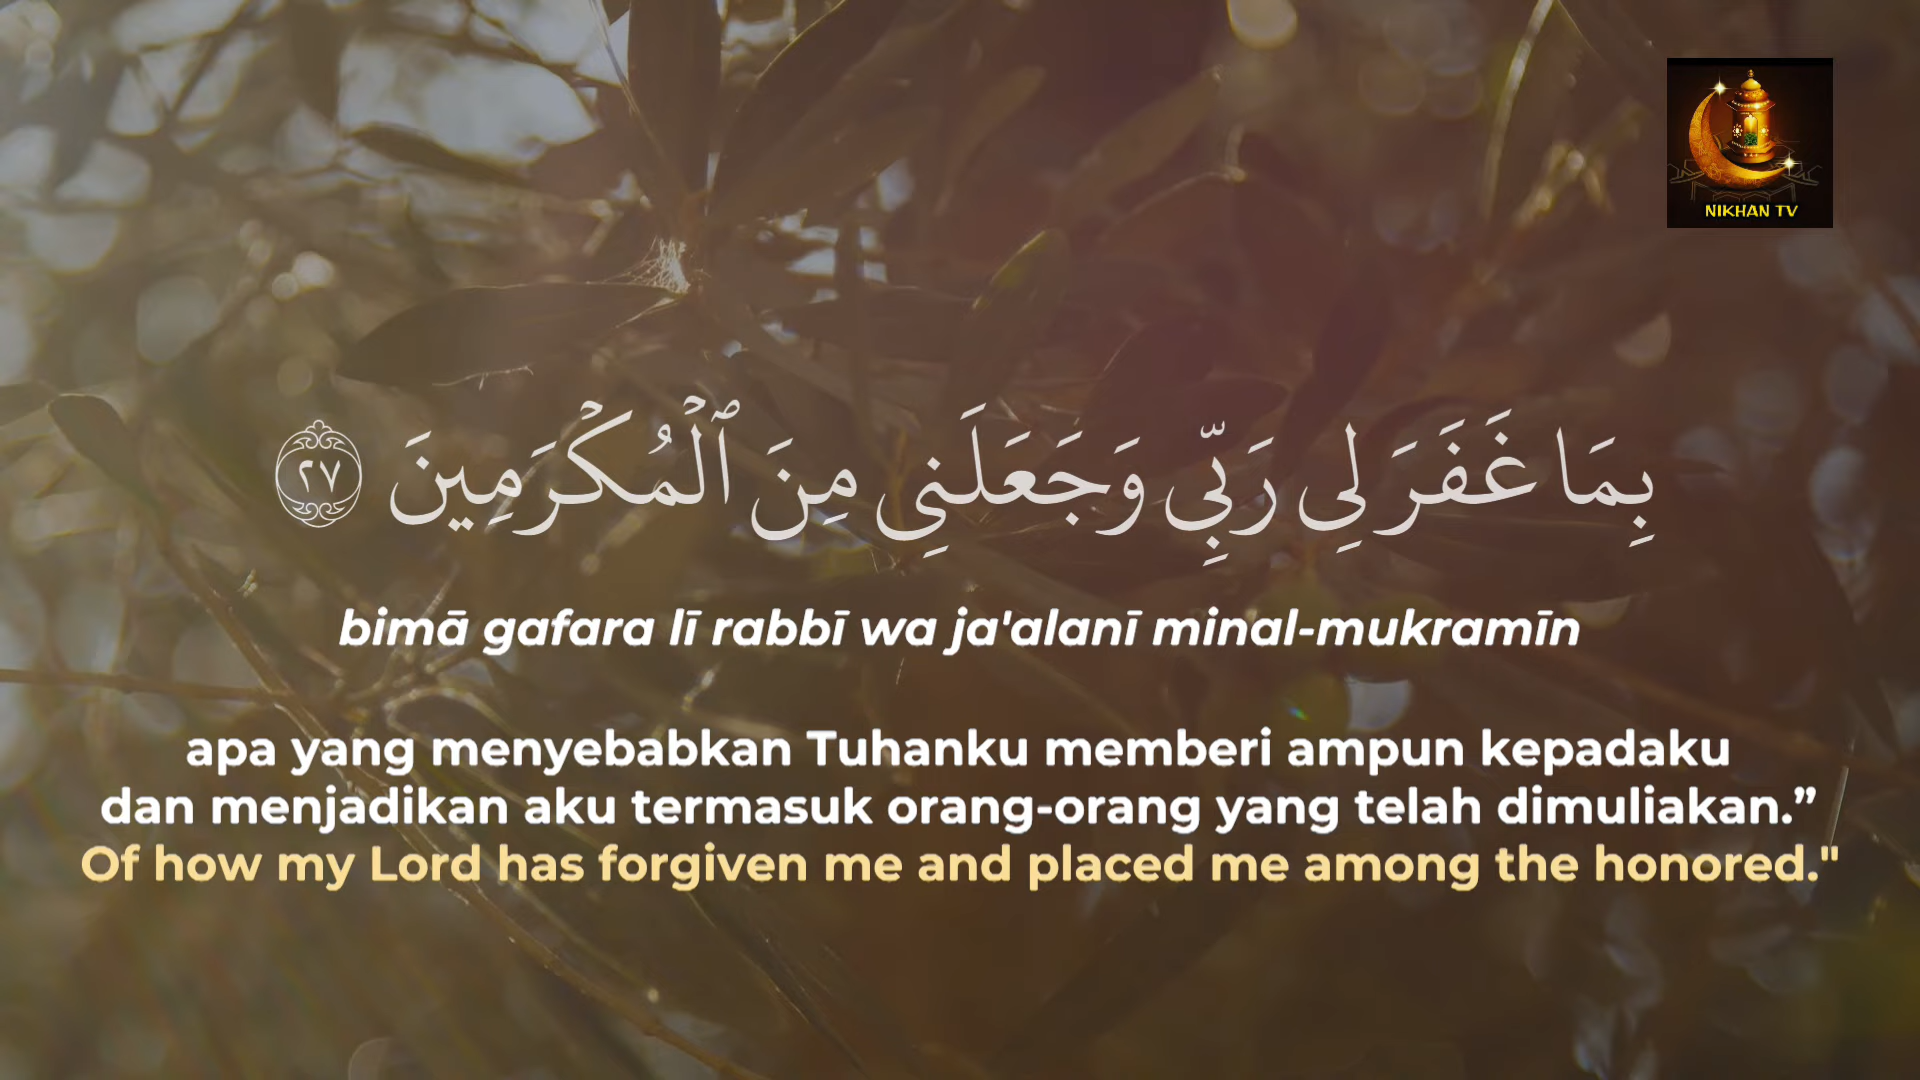 NIKHAN TV
بِمَا غَفَرَ لِي رَبِّي وَجَعَلَنِي مِنَ ٱلْمُكْرَمِينَ ٢٧
bimā gafara lī rabbī wa ja'alanī minal-mukramīn
apa yang menyebabkan Tuhanku memberi ampun kepadaku
dan menjadikan aku termasuk orang-orang yang telah dimuliakan.”
Of how my Lord has forgiven me and placed me among the honored."